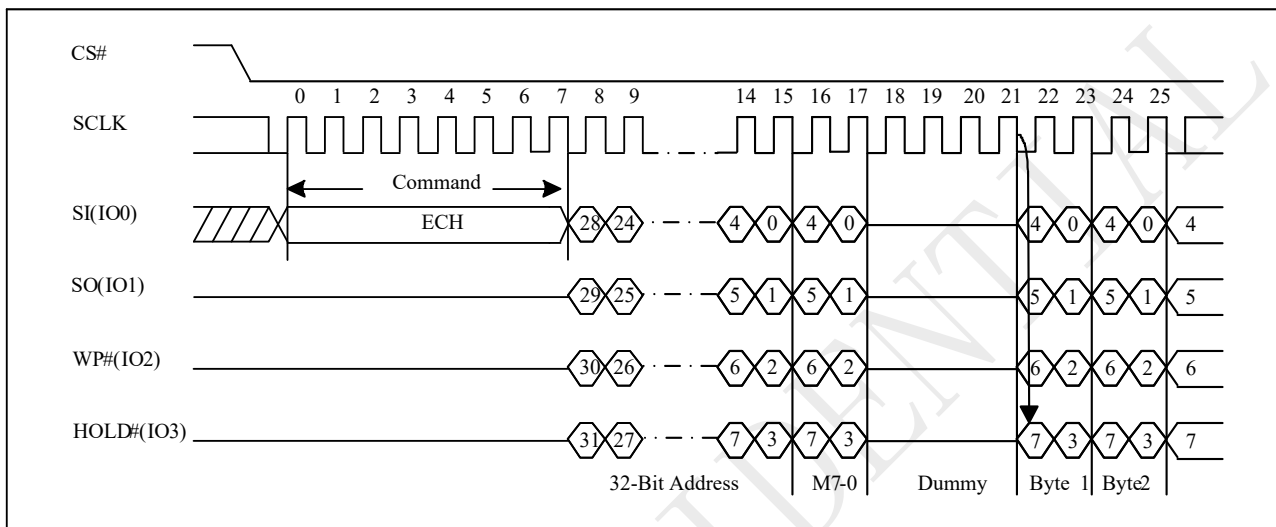 CS#
0 1 2 3 4 5 6 7 8 9 14 15 16 17 18 19 20 21 22 23 24 25
SCLK
Command
SI(IO0) ECH 28 24 4 0 4 0 4 0 4 0 4
SO(IO1) 29 25 5 1 5 1 5 1 5 1 5
WP#(IO2) 30 26 6 2 6 2 6 2 6 2 6
HOLD#(IO3) 31 27 7 3 7 3 7 3 7 3 7
32-Bit Address M7-0 Dummy Byte 1 Byte2
DENTIAL